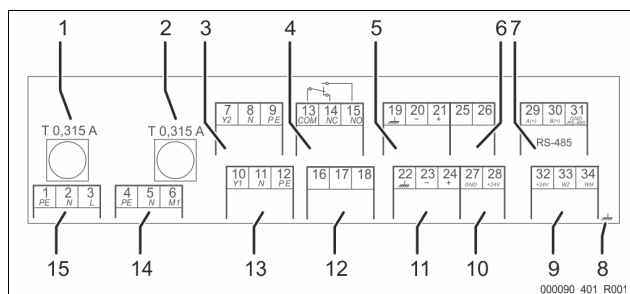 1 2 3 4 5 6 7
T 0,315 A T 0,315 A
7 8 9 13 14 15 19 20 21 25 26 29 30 31
Y2 N PE COM NC NO − + A(+) B(−) GND RS-485
RS-485
10 11 12 16 17 18 22 23 24 27 28 32 33 34
Y1 N PE − + GND +24V +24V WZ WM
1 2 3 4 5 6
PE N L PE N M1
15 14 13 12 11 10 9 8
000090_401_R001